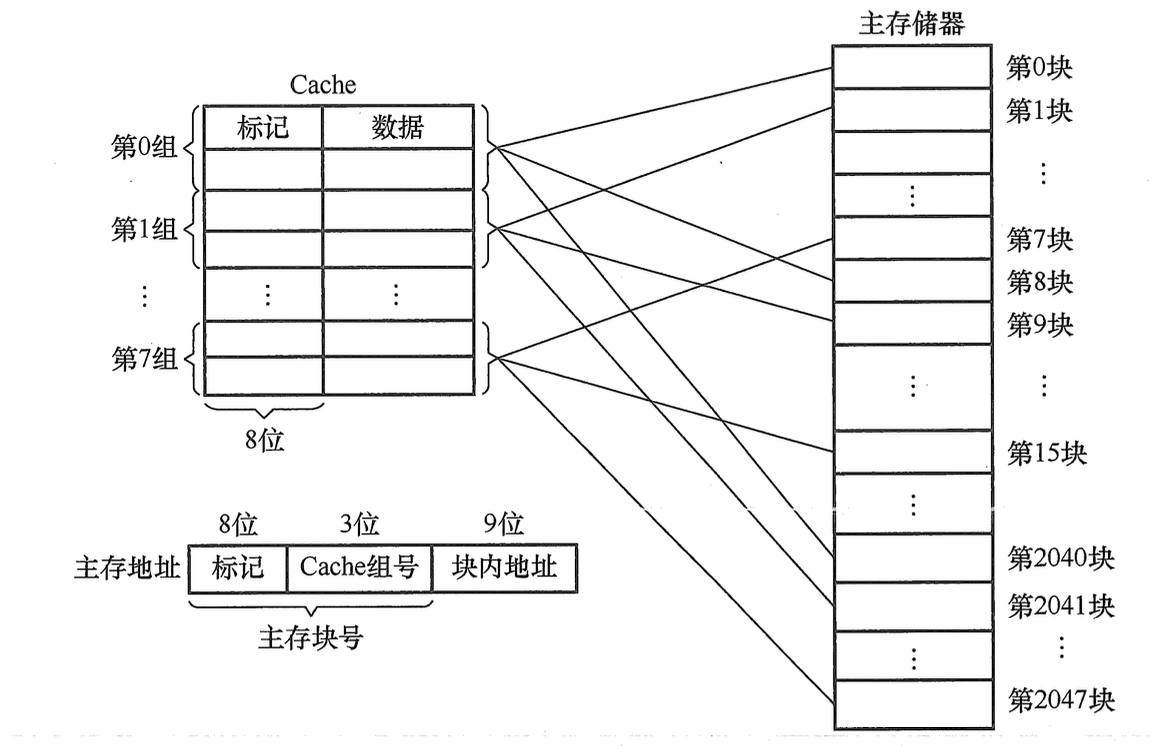 主存储器
Cache
标记 数据
第0组
第1组
⋮ ⋮ ⋮
第7组
8位
第0块
第1块
⋮ ⋮
第7块
第8块
第9块
⋮ ⋮
第15块
⋮
第2040块
第2041块
⋮ ⋮
第2047块
8位 3位 9位
主存地址 标记 Cache组号 块内地址
主存块号